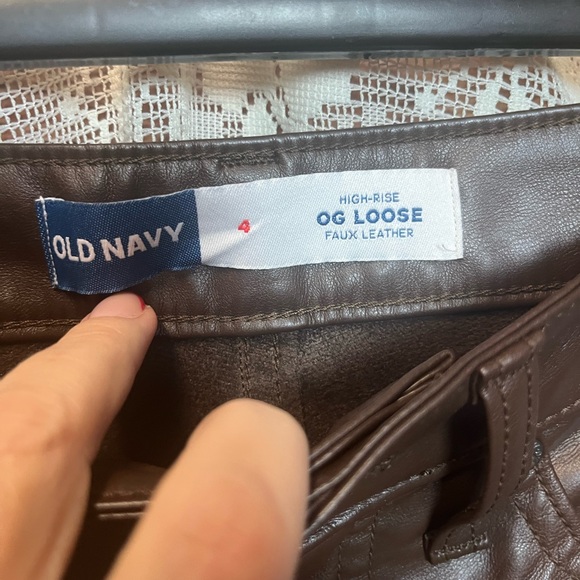 OLD NAVY
4
HIGH-RISE
OG LOOSE
FAUX LEATHER